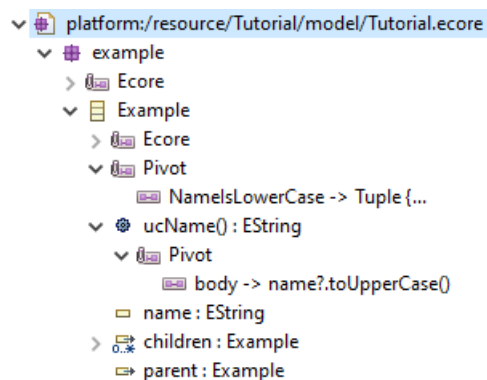 platform:/resource/Tutorial/model/Tutorial.ecore
example
Ecore
Example
Ecore
Pivot
NameIsLowerCase -> Tuple {...
ucName() : EString
Pivot
body -> name?.toUpperCase()
name : EString
0..* children : Example
parent : Example